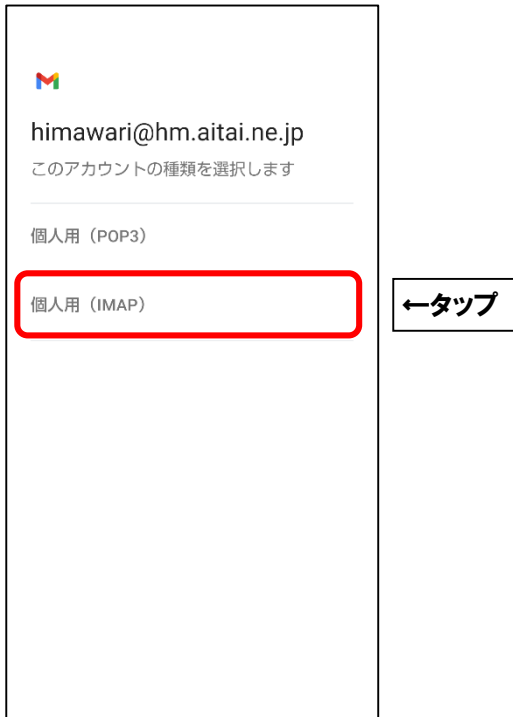 himawari@hm.aitai.ne.jp
このアカウントの種類を選択します
個人用（POP3）
個人用（IMAP）
←タップ